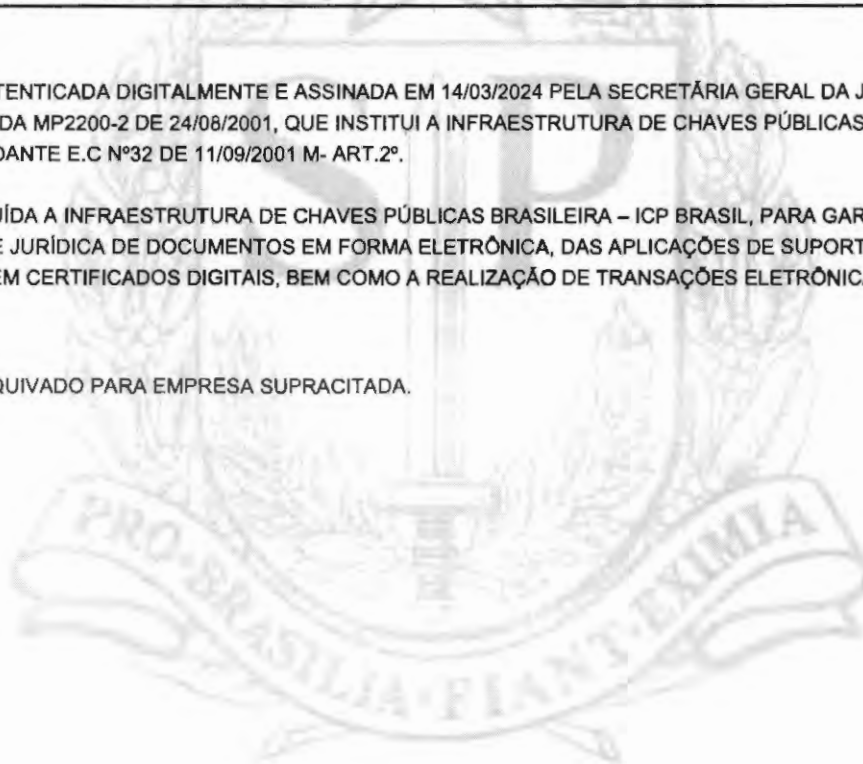 TENTICADA DIGITALMENTE E ASSINADA EM 14/03/2024 PELA SECRETÁRIA GERAL DA J
DA MP2200-2 DE 24/08/2001, QUE INSTITUI A INFRAESTRUTURA DE CHAVES PÚBLICAS
DANTE E.C Nº32 DE 11/09/2001 M- ART.2º.
UÍDA A INFRAESTRUTURA DE CHAVES PÚBLICAS BRASILEIRA – ICP BRASIL, PARA GAR
E JURÍDICA DE DOCUMENTOS EM FORMA ELETRÔNICA, DAS APLICAÇÕES DE SUPORT
EM CERTIFICADOS DIGITAIS, BEM COMO A REALIZAÇÃO DE TRANSAÇÕES ELETRÔNICA
QUIVADO PARA EMPRESA SUPRACITADA.
SP
PRO·BRASILIA·FIANT·EXIMIA